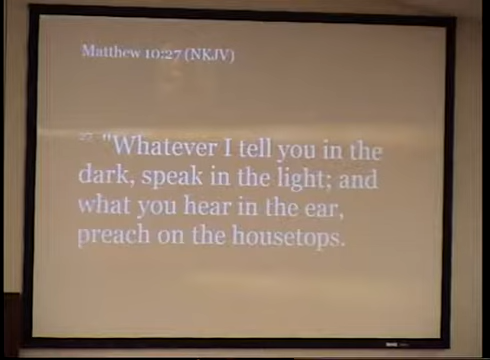 Matthew 10:27 (NKJV)
27 "Whatever I tell you in the
dark, speak in the light; and
what you hear in the ear,
preach on the housetops.